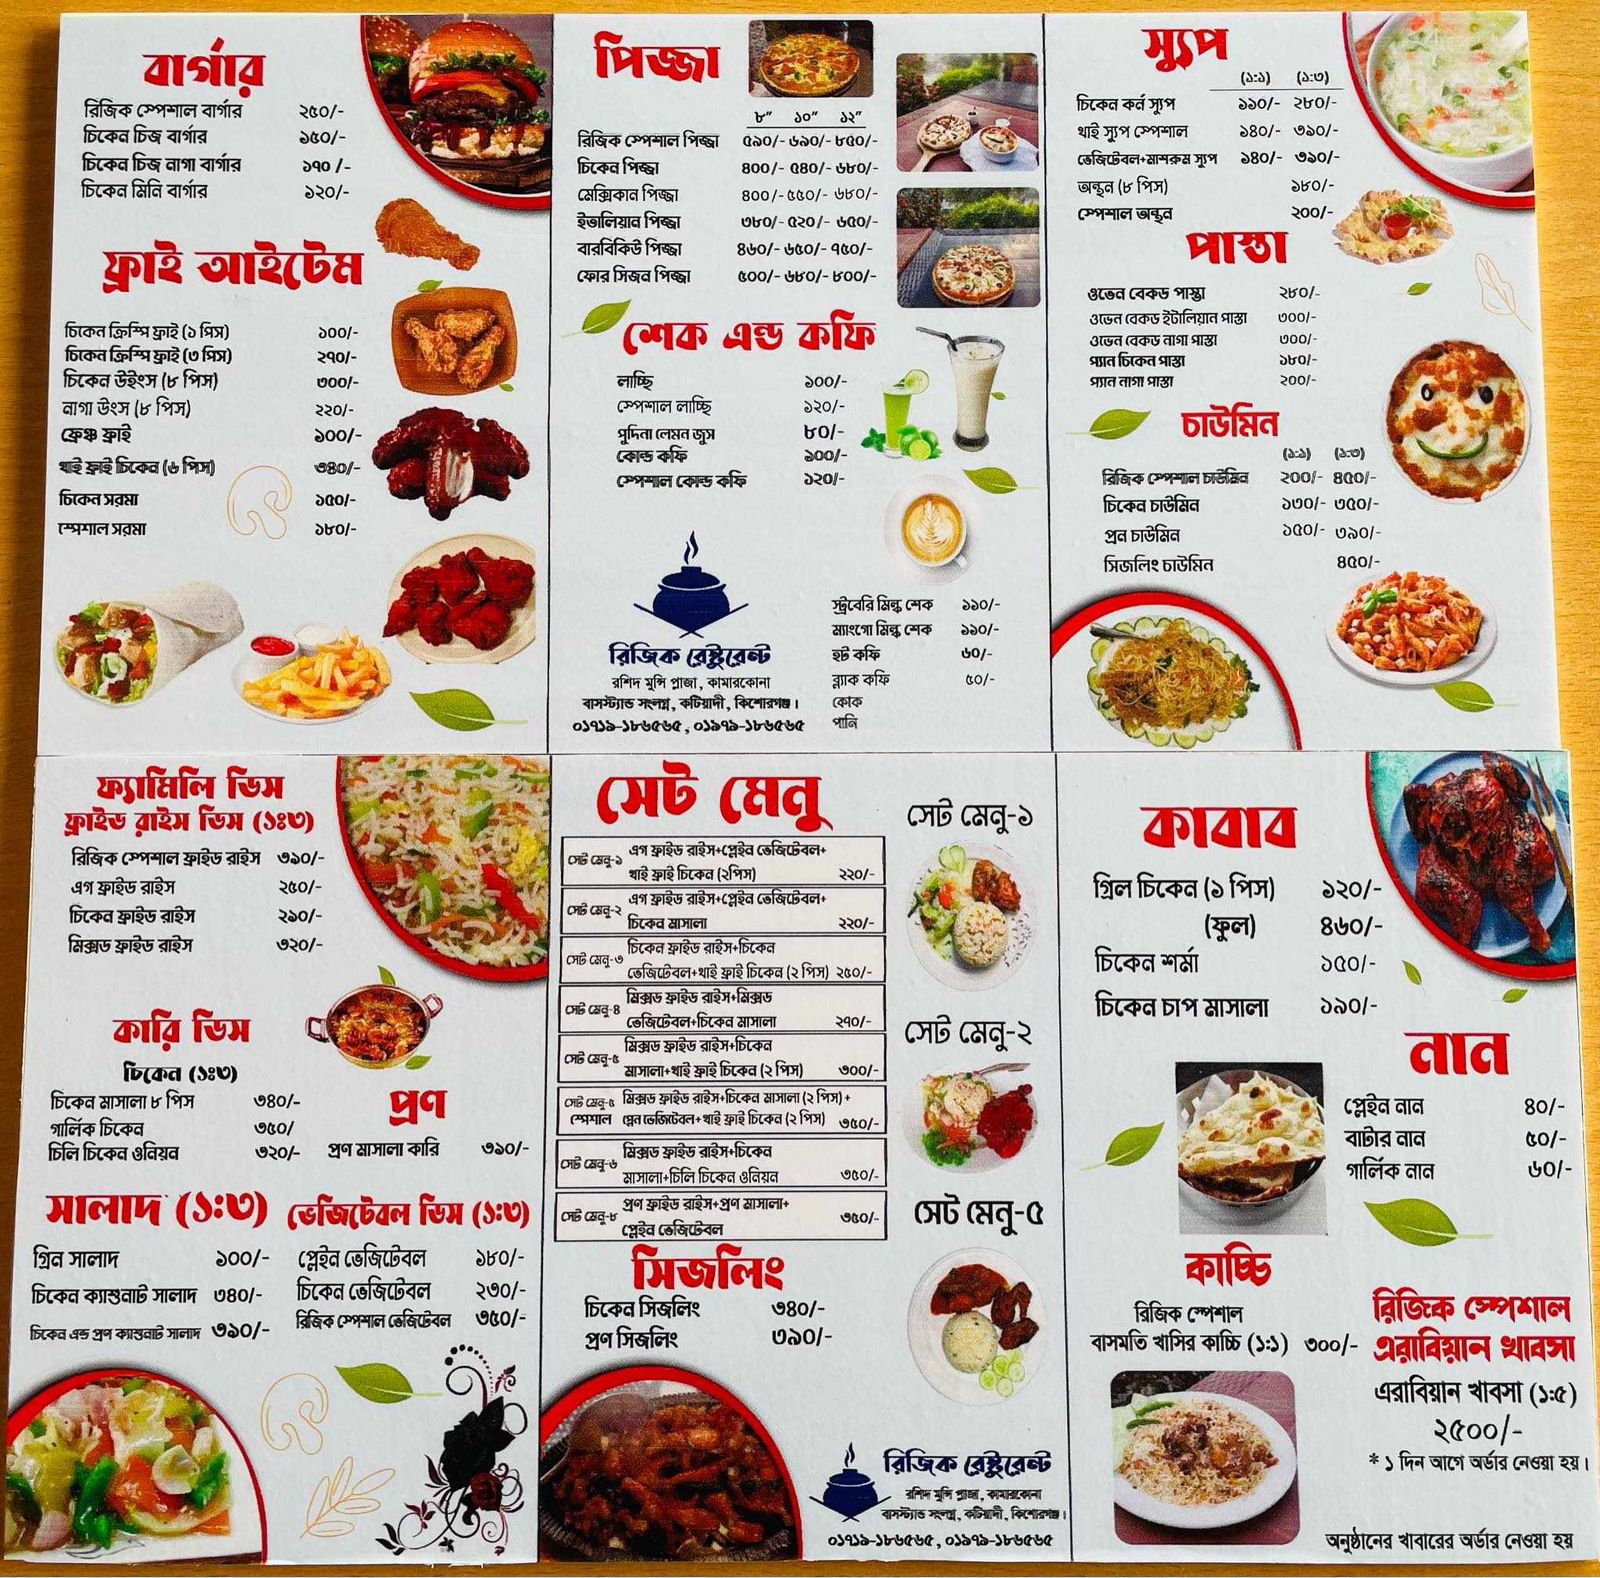 বার্গার
রিজিক স্পেশাল বার্গার ২৫০/-
চিকেন চিজ বার্গার ১৫০/-
চিকেন চিজ নাগা বার্গার ১৭০ /-
চিকেন মিনি বার্গার ১২০/-
ফ্রাই আইটেম
চিকেন ক্রিস্পি ফ্রাই (১ পিস) ১০০/-
চিকেন ক্রিস্পি ফ্রাই (৩ পিস) ২৭০/-
চিকেন উইংস (৮ পিস) ৩০০/-
নাগা উংস (৮ পিস) ২২০/-
ফ্রেঞ্চ ফ্রাই ১০০/-
থাই ফ্রাই চিকেন (৬ পিস) ৩৪০/-
চিকেন সরমা ১৫০/-
স্পেশাল সরমা ১৮০/-
পিজ্জা
৮" ১০" ১২"
রিজিক স্পেশাল পিজ্জা ৫৯০/- ৬৯০/- ৮৫০/-
চিকেন পিজ্জা ৪০০/- ৫৪০/- ৬৮০/-
মেক্সিকান পিজ্জা ৪০০/- ৫৫০/- ৬৮০/-
ইতালিয়ান পিজ্জা ৩৮০/- ৫২০/- ৬৫০/-
বারবিকিউ পিজ্জা ৪৬০/- ৬৫০/- ৭৫০/-
ফোর সিজন পিজ্জা ৫০০/- ৬৮০/- ৮০০/-
শেক এন্ড কফি
লাচ্ছি ১০০/-
স্পেশাল লাচ্ছি ১২০/-
পুদিনা লেমন জুস ৮০/-
কোল্ড কফি ১০০/-
স্পেশাল কোল্ড কফি ১২০/-
স্ট্রবেরি মিল্ক শেক ১১০/-
ম্যাংগো মিল্ক শেক ১১০/-
হট কফি ৬০/-
ব্ল্যাক কফি ৫০/-
কোক
পানি
রিজিক রেস্টুরেন্ট
রশিদ মুন্সি প্লাজা, কামারকোনা
বাসস্ট্যান্ড সংলগ্ন, কটিয়াদী, কিশোরগঞ্জ।
০১৭১৯-১৮৬৫৬৫, ০১৯৭৯-১৮৬৫৬৫
স্যুপ
(১:১) (১:৩)
চিকেন কর্ন স্যুপ ১১০/- ২৮০/-
থাই স্যুপ স্পেশাল ১৪০/- ৩৯০/-
ভেজিটেবল+মাশরুম স্যুপ ১৪০/- ৩৯০/-
অন্থন (৮ পিস) ১৮০/-
স্পেশাল অন্থন ২০০/-
পাস্তা
ওভেন বেকড পাস্তা ২৮০/-
ওভেন বেকড ইটালিয়ান পাস্তা ৩০০/-
ওভেন বেকড নাগা পাস্তা ৩০০/-
প্যান চিকেন পাস্তা ১৮০/-
প্যান নাগা পাস্তা ২০০/-
চাউমিন
(১:১) (১:৩)
রিজিক স্পেশাল চাউমিন ২০০/- ৪৫০/-
চিকেন চাউমিন ১৩০/- ৩৫০/-
প্রন চাউমিন ১৫০/- ৩৯০/-
সিজলিং চাউমিন ৪৫০/-
ফ্যামিলি ডিস
ফ্রাইড রাইস ডিস (১ঃ৩)
রিজিক স্পেশাল ফ্রাইড রাইস ৩৯০/-
এগ ফ্রাইড রাইস ২৫০/-
চিকেন ফ্রাইড রাইস ২৯০/-
মিক্সড ফ্রাইড রাইস ৩২০/-
কারি ডিস
চিকেন (১ঃ৩)
চিকেন মাসালা ৮ পিস ৩৪০/-
গার্লিক চিকেন ৩৫০/
চিলি চিকেন ওনিয়ন ৩২০/-
প্রণ
প্রণ মাসালা কারি ৩৯০/-
সালাদ (১:৩)
গ্রিন সালাদ ১০০/-
চিকেন ক্যাশুনাট সালাদ ৩৪০/-
চিকেন এন্ড প্রণ ক্যাশুনাট সালাদ ৩৯০/-
ভেজিটেবল ডিস (১:৩)
প্লেইন ভেজিটেবল ১৮০/-
চিকেন ভেজিটেবল ২৩০/-
রিজিক স্পেশাল ভেজিটেবল ৩৫০/-
সেট মেনু
সেট মেনু-১ এগ ফ্রাইড রাইস+প্লেইন ভেজিটেবল+
থাই ফ্রাই চিকেন (২পিস) ২২০/-
সেট মেনু-২ এগ ফ্রাইড রাইস+প্লেইন ভেজিটেবল+
চিকেন মাসালা ২২০/-
সেট মেনু-৩ চিকেন ফ্রাইড রাইস+চিকেন
ভেজিটেবল+থাই ফ্রাই চিকেন (২ পিস) ২৫০/-
সেট মেনু-৪ মিক্সড ফ্রাইড রাইস+মিক্সড
ভেজিটেবল+চিকেন মাসালা ২৭০/-
সেট মেনু-৫ মিক্সড ফ্রাইড রাইস+চিকেন
মাসালা+থাই ফ্রাই চিকেন (২ পিস) ৩০০/-
সেট মেনু-৫ মিক্সড ফ্রাইড রাইস+চিকেন মাসালা (২ পিস) +
স্পেশাল প্লেন ভেজিটেবল+থাই ফ্রাই চিকেন (২ পিস) ৩৫০/-
সেট মেনু-৬ মিক্সড ফ্রাইড রাইস+চিকেন
মাসালা+চিলি চিকেন ওনিয়ন ৩৫০/-
সেট মেনু-৮ প্রণ ফ্রাইড রাইস+প্রণ মাসালা+
প্লেইন ভেজিটেবল ৩৫০/-
সেট মেনু-১
সেট মেনু-২
সেট মেনু-৫
সিজলিং
চিকেন সিজলিং ৩৪০/-
প্রণ সিজলিং ৩৯০/-
রিজিক রেস্টুরেন্ট
রশিদ মুন্সি প্লাজা, কামারকোনা
বাসস্ট্যান্ড সংলগ্ন, কটিয়াদী, কিশোরগঞ্জ।
০১৭১৯-১৮৬৫৬৫, ০১৯৭৯-১৮৬৫৬৫
কাবাব
গ্রিল চিকেন (১ পিস) ১২০/-
(ফুল) ৪৬০/-
চিকেন শর্মা ১৫০/-
চিকেন চাপ মাসালা ১৯০/-
নান
প্লেইন নান ৪০/-
বাটার নান ৫০/-
গার্লিক নান ৬০/-
কাচ্চি
রিজিক স্পেশাল
বাসমতি খাসির কাচ্চি (১:১) ৩০০/-
রিজিক স্পেশাল
এরাবিয়ান খাবসা
এরাবিয়ান খাবসা (১:৫)
২৫০০/-
* ১ দিন আগে অর্ডার নেওয়া হয়।
অনুষ্ঠানের খাবারের অর্ডার নেওয়া হয়